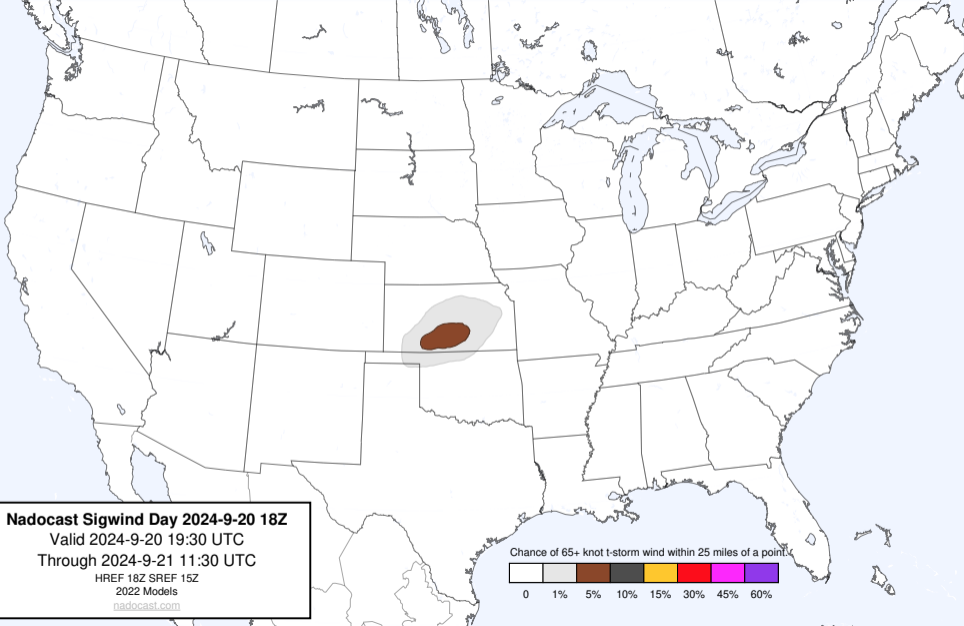 Nadocast Sigwind Day 2024-9-20 18Z
Valid 2024-9-20 19:30 UTC
Through 2024-9-21 11:30 UTC
HREF 18Z SREF 15Z
2022 Models
nadocast.com
Chance of 65+ knot t-storm wind within 25 miles of a point.
0 1% 5% 10% 15% 30% 45% 60%